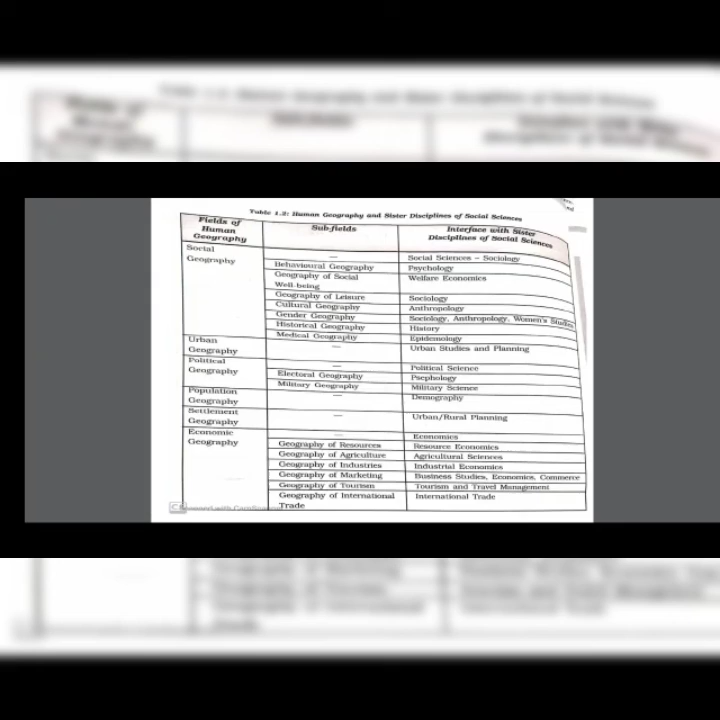 Table 1.2: Human Geography and Sister Disciplines of Social Sciences
Fields of Human Geography | Sub-fields | Interface with Sister Disciplines of Social Sciences
Social Geography | — | Social Sciences – Sociology
Behavioural Geography | Psychology
Geography of Social Well-being | Welfare Economics
Geography of Leisure | Sociology
Cultural Geography | Anthropology
Gender Geography | Sociology, Anthropology, Women's Studies
Historical Geography | History
Medical Geography | Epidemology
Urban Geography | — | Urban Studies and Planning
Political Geography | — | Political Science
Electoral Geography | Psephology
Military Geography | Military Science
Population Geography | — | Demography
Settlement Geography | — | Urban/Rural Planning
Economic Geography | — | Economics
Geography of Resources | Resource Economics
Geography of Agriculture | Agricultural Sciences
Geography of Industries | Industrial Economics
Geography of Marketing | Business Studies, Economics, Commerce
Geography of Tourism | Tourism and Travel Management
Geography of International Trade | International Trade